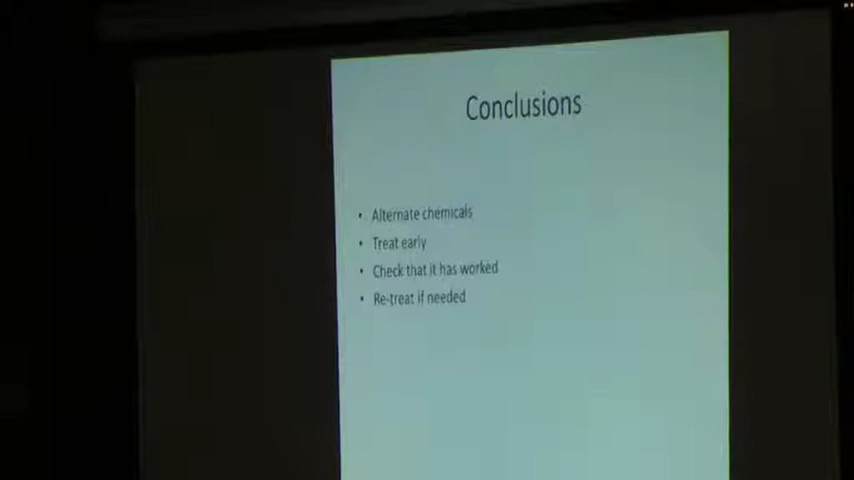 Conclusions
• Alternate chemicals
• Treat early
• Check that it has worked
• Re-treat if needed